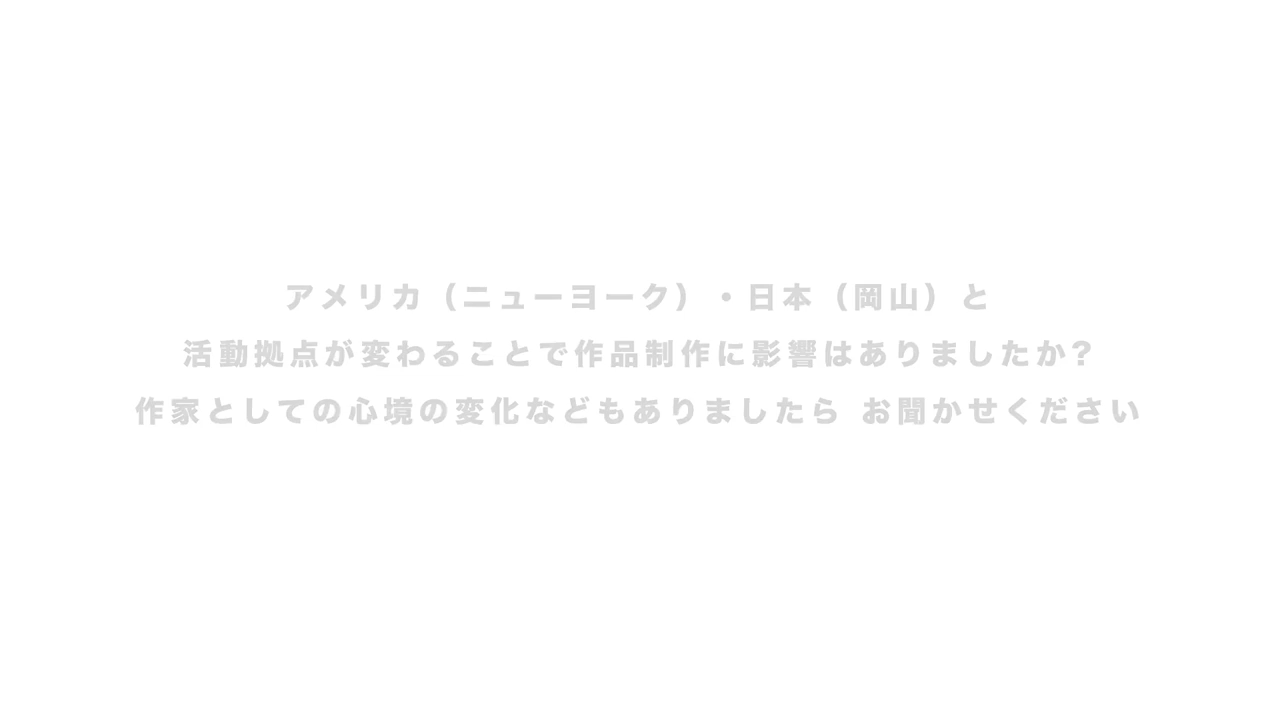 アメリカ（ニューヨーク）・日本（岡山）と
活動拠点が変わることで作品制作に影響はありましたか？
作家としての心境の変化などもありましたら お聞かせください